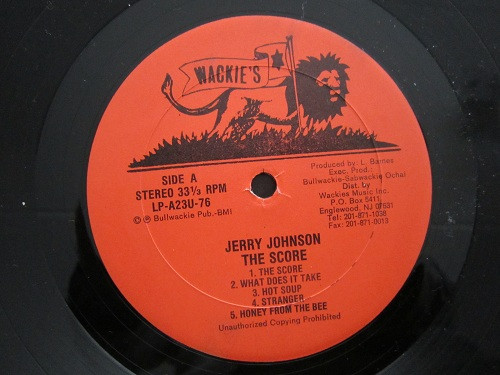 WACKIE'S
SIDE A
STEREO 33⅓ RPM
LP-A23U-76
© ℗ Bullwackie Pub.-BMI
Produced by L. Barnes
Exec. Prod.:
Bullwackie-Sabwackie Ochai
Dist. Ly
Wackies Music Inc.
P.O. Box 5411
Englewood, NJ 07631
Tel: 201-871-1038
Fax: 201-871-0013
JERRY JOHNSON
THE SCORE
1. THE SCORE
2. WHAT DOES IT TAKE
3. HOT SOUP
4. STRANGER
5. HONEY FROM THE BEE
Unauthorized Copying Prohibited